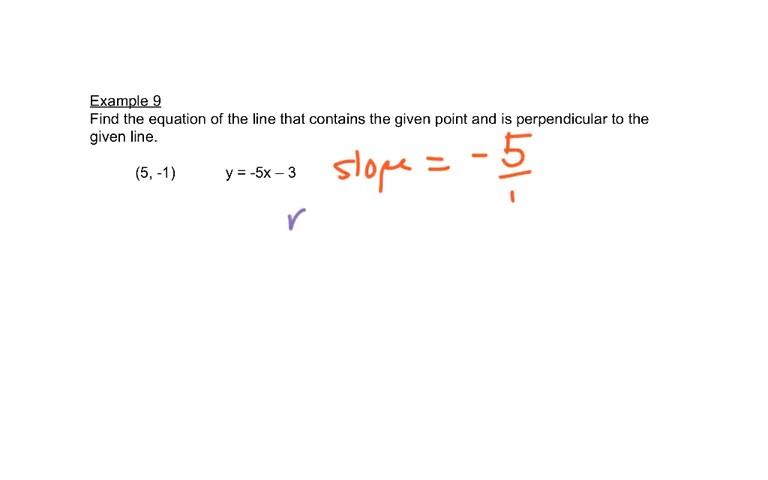 Example 9
Find the equation of the line that contains the given point and is perpendicular to the
given line.
(5, -1) y = -5x – 3 slope = - 5/1
r